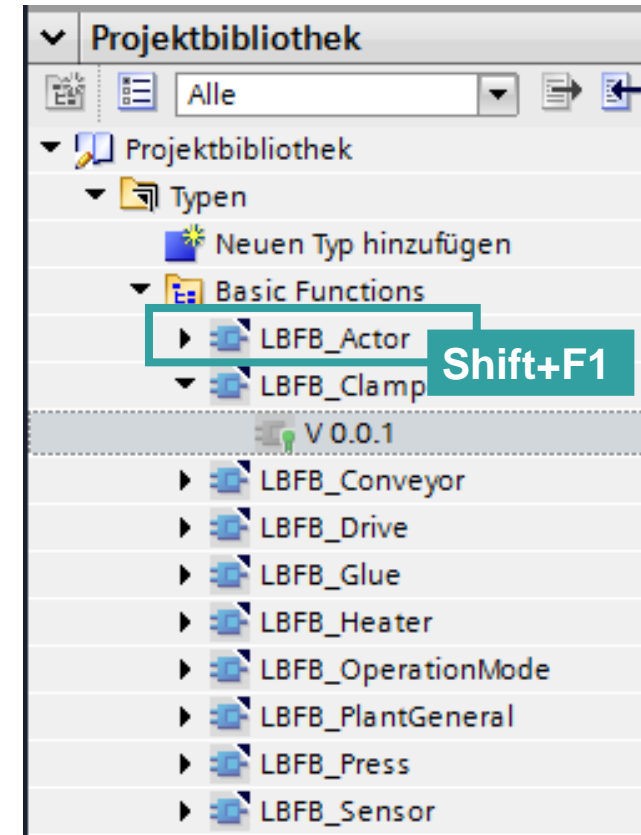 Projektbibliothek
Alle
Projektbibliothek
Typen
Neuen Typ hinzufügen
Basic Functions
LBFB_Actor
Shift+F1
LBFB_Clamp
V 0.0.1
LBFB_Conveyor
LBFB_Drive
LBFB_Glue
LBFB_Heater
LBFB_OperationMode
LBFB_PlantGeneral
LBFB_Press
LBFB_Sensor